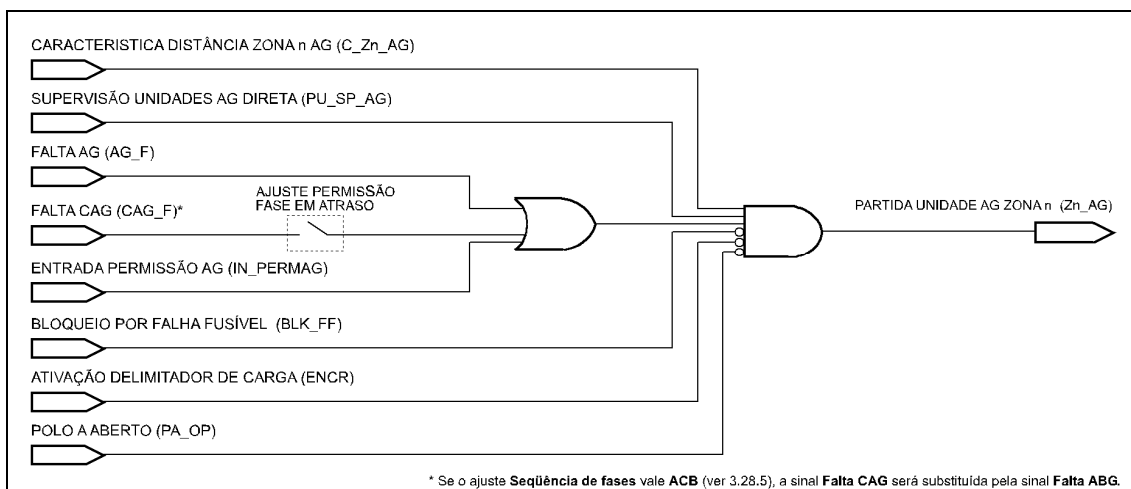 CARACTERISTICA DISTÂNCIA ZONA n AG (C_Zn_AG)
SUPERVISÃO UNIDADES AG DIRETA (PU_SP_AG)
FALTA AG (AG_F)
AJUSTE PERMISSÃO
FASE EM ATRASO
FALTA CAG (CAG_F)*
PARTIDA UNIDADE AG ZONA n (Zn_AG)
ENTRADA PERMISSÃO AG (IN_PERMAG)
BLOQUEIO POR FALHA FUSÍVEL (BLK_FF)
ATIVAÇÃO DELIMITADOR DE CARGA (ENCR)
POLO A ABERTO (PA_OP)
* Se o ajuste Seqüência de fases vale ACB (ver 3.28.5), a sinal Falta CAG será substituída pela sinal Falta ABG.